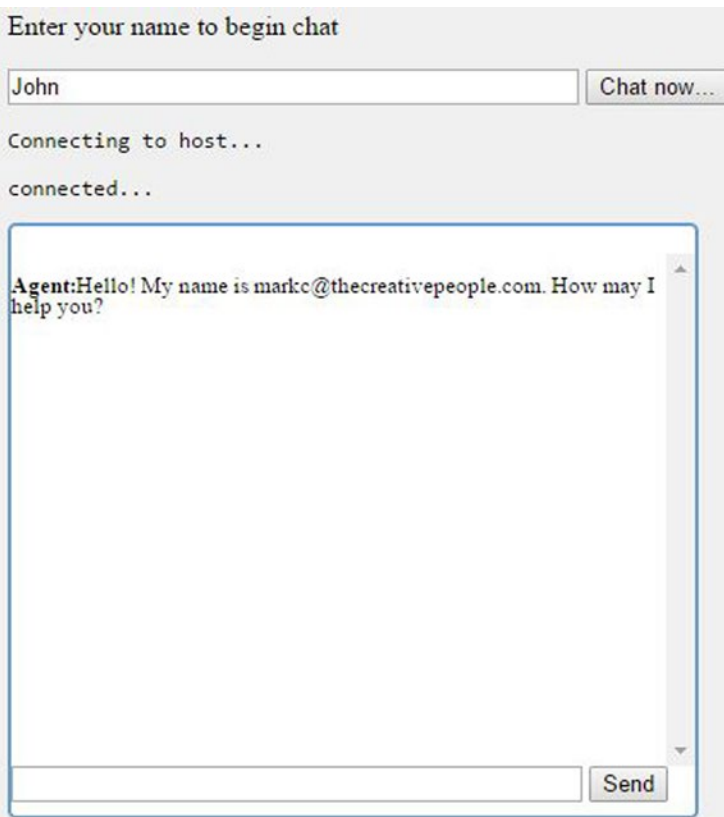 Enter your name to begin chat
John
Chat now...
Connecting to host...
connected...
Agent:Hello! My name is markc@thecreativepeople.com. How may I
help you?
Send